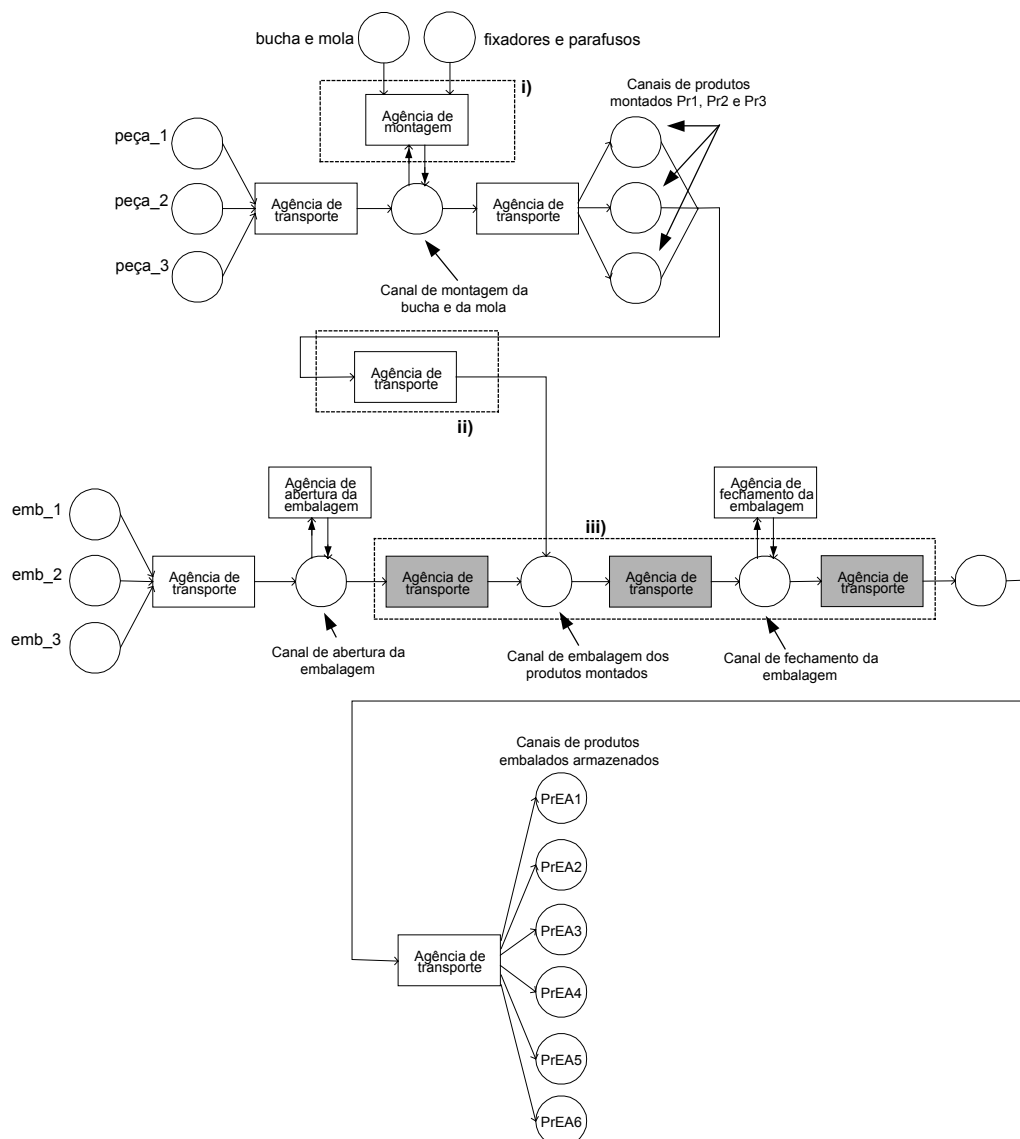 bucha e mola
fixadores e parafusos
i)
Canais de produtos
montados Pr1, Pr2 e Pr3
Agência de
montagem
peça_1
peça_2
peça_3
Agência de
transporte
Agência de
transporte
Canal de montagem da
bucha e da mola
Agência de
transporte
ii)
Agência de
abertura da
embalagem
Agência de
fechamento da
embalagem
emb_1
emb_2
emb_3
iii)
Agência de
transporte
Agência de
transporte
Agência de
transporte
Agência de
transporte
Canal de abertura da
embalagem
Canal de embalagem dos
produtos montados
Canal de fechamento da
embalagem
Canais de produtos
embalados armazenados
PrEA1
PrEA2
PrEA3
Agência de
transporte
PrEA4
PrEA5
PrEA6